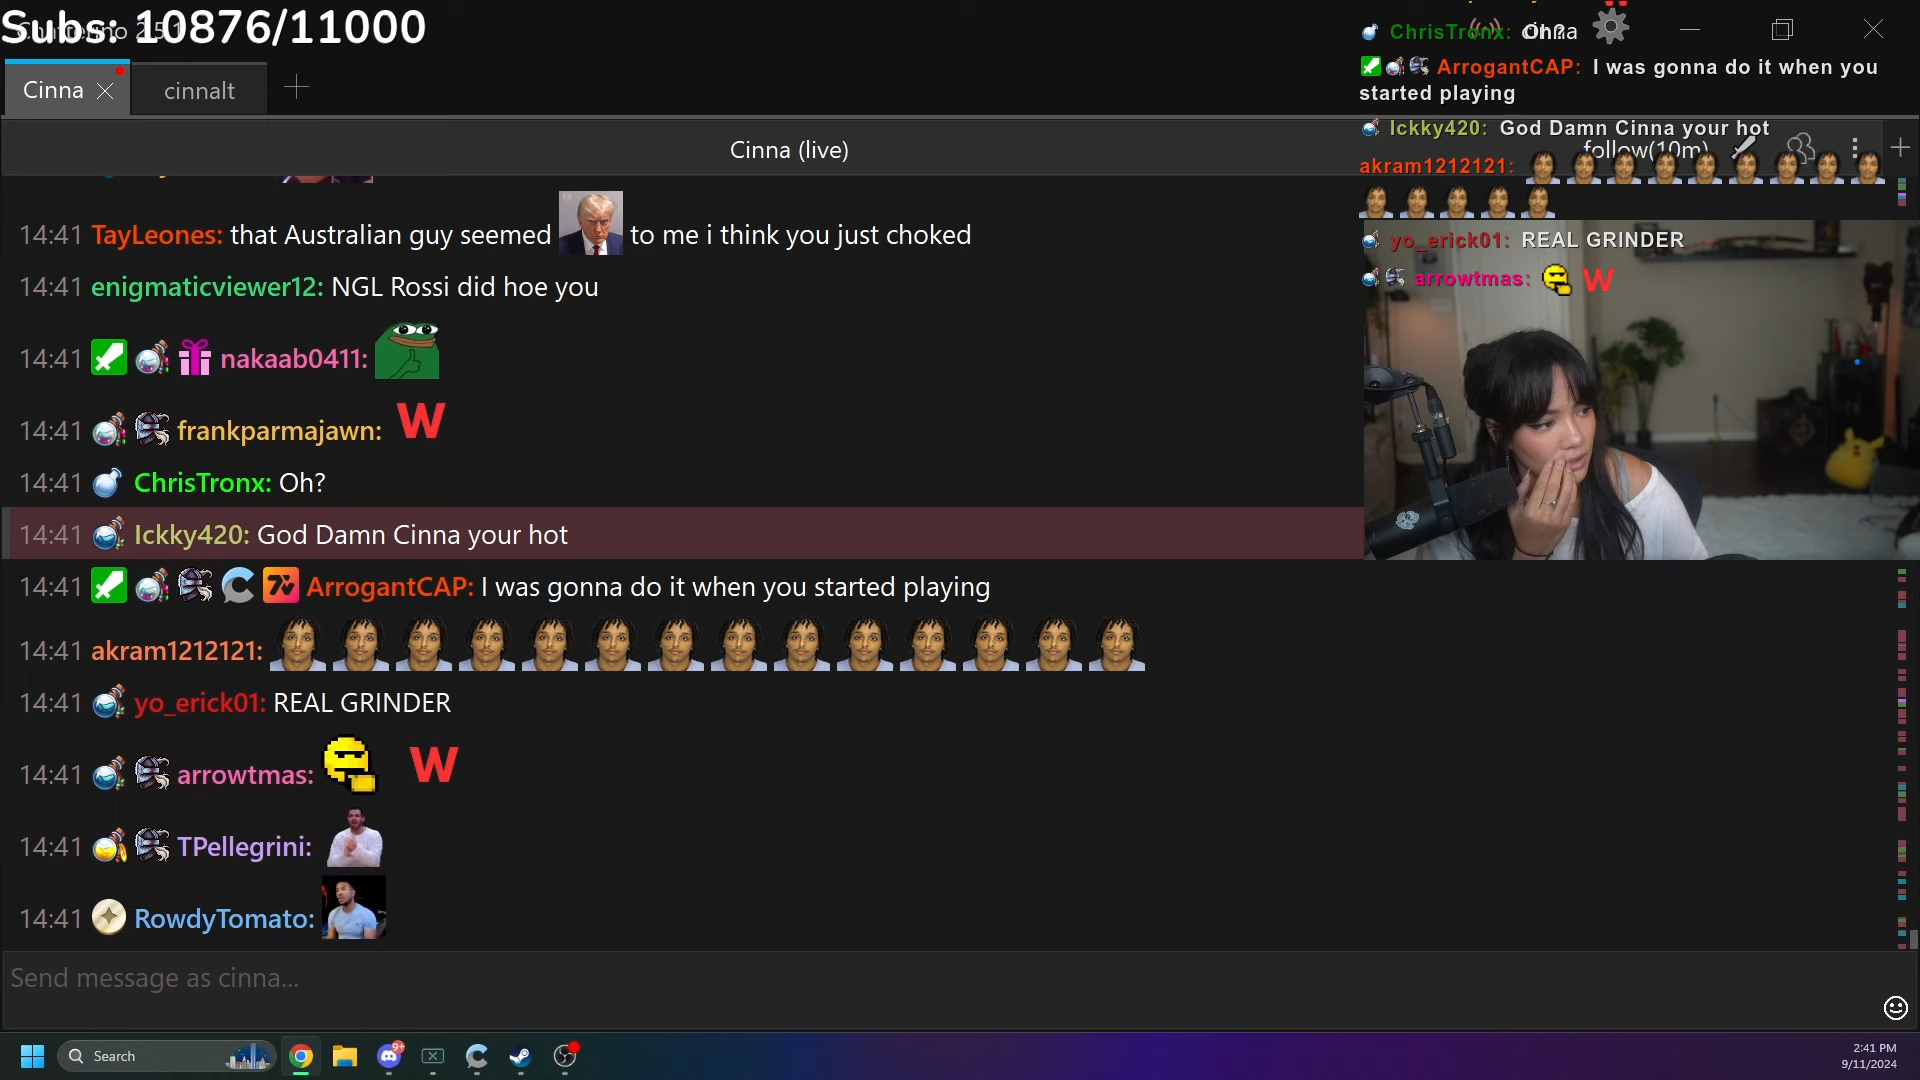 Subs: 10876/11000
Cinna
cinnalt
Cinna (live)
follow(10m)
14:41 TayLeones: that Australian guy seemed to me i think you just choked
14:41 enigmaticviewer12: NGL Rossi did hoe you
14:41 nakaab0411:
14:41 frankparmajawn: W
14:41 ChrisTronx: Oh?
14:41 Ickky420: God Damn Cinna your hot
14:41 ArrogantCAP: I was gonna do it when you started playing
14:41 akram1212121:
14:41 yo_erick01: REAL GRINDER
14:41 arrowtmas: W
14:41 TPellegrini:
14:41 RowdyTomato:
Send message as cinna...
ChrisTronx: Oh?
ArrogantCAP: I was gonna do it when you
started playing
Ickky420: God Damn Cinna your hot
akram1212121:
yo_erick01: REAL GRINDER
arrowtmas: W
Search
9+
2:41 PM
9/11/2024